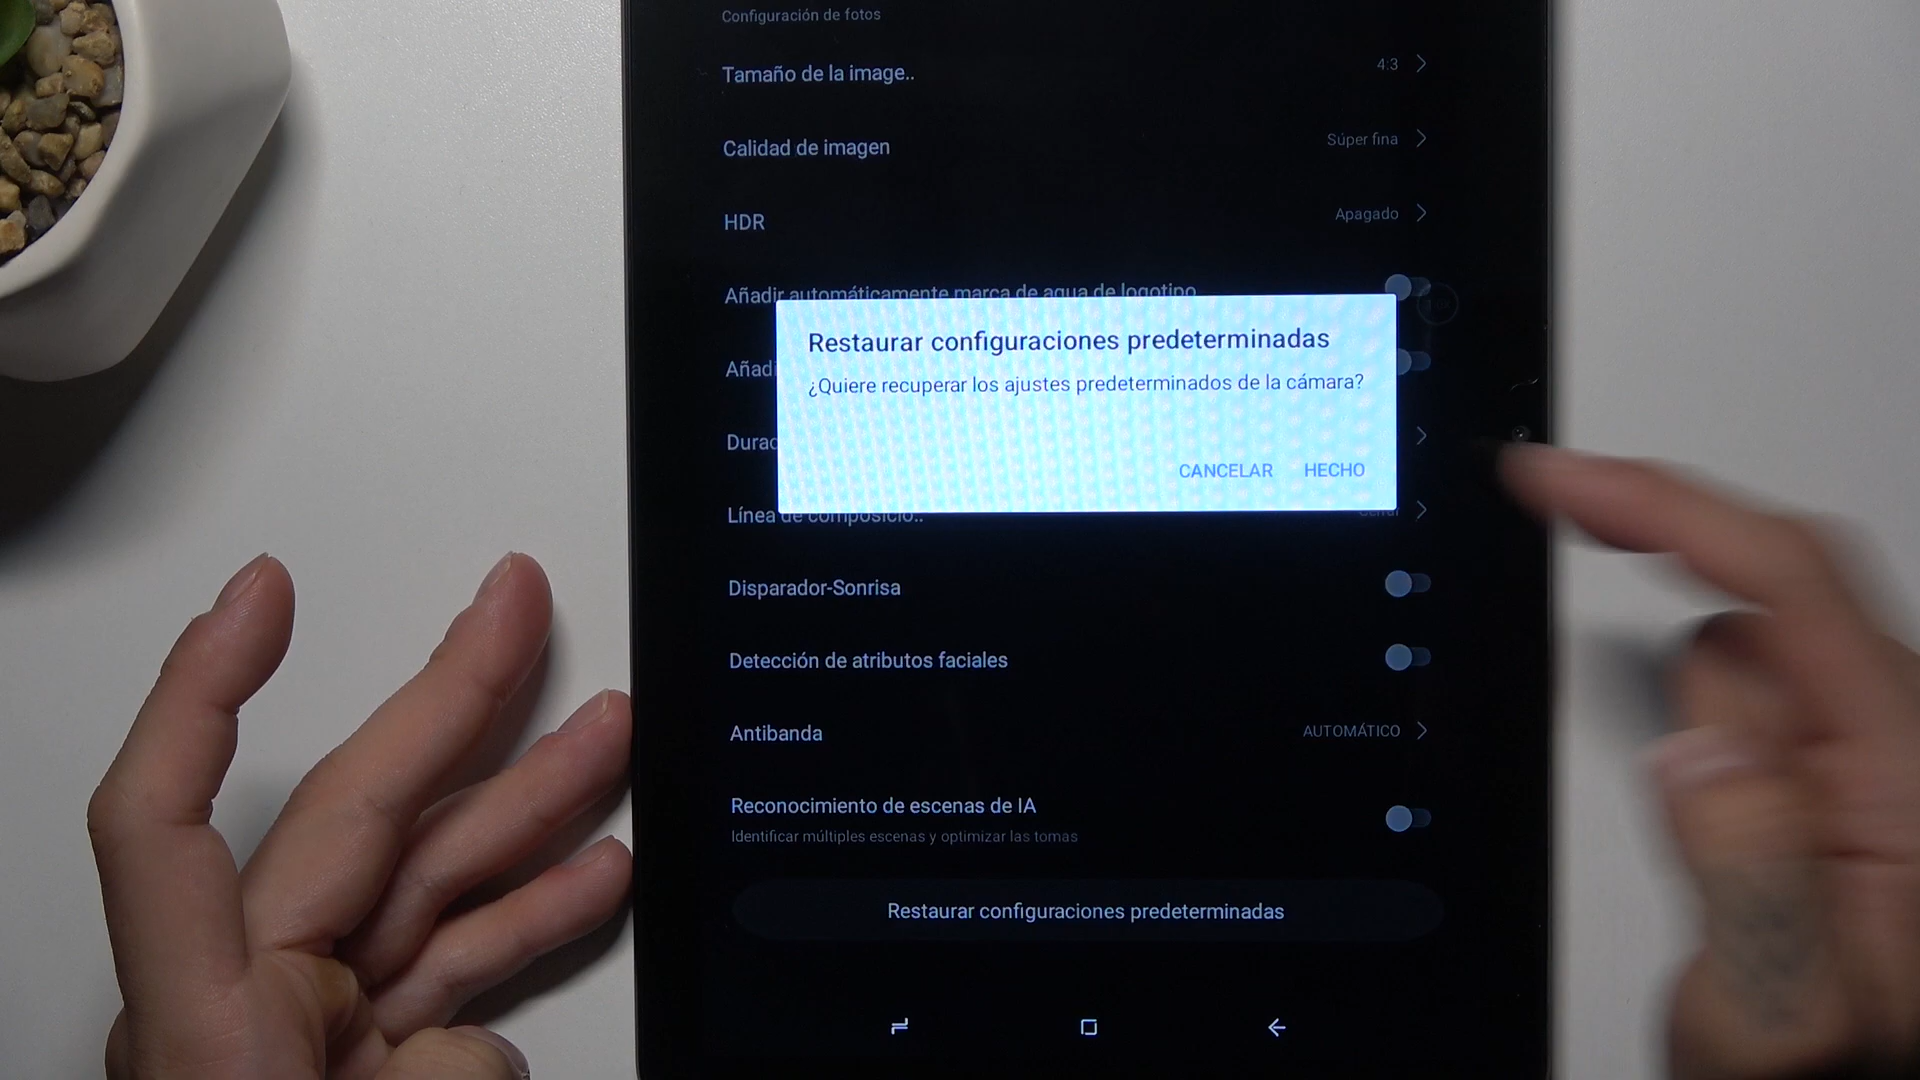 Configuración de fotos
Tamaño de la image.. 4:3
Calidad de imagen Súper fina
HDR Apagado
Añadir automáticamente marca de agua de logotipo
Restaurar configuraciones predeterminadas
¿Quiere recuperar los ajustes predeterminados de la cámara?
CANCELAR HECHO
Añadi
Durac
Línea de composicio.. Cerrar
Disparador-Sonrisa
Detección de atributos faciales
Antibanda AUTOMÁTICO
Reconocimiento de escenas de IA
Identificar múltiples escenas y optimizar las tomas
Restaurar configuraciones predeterminadas